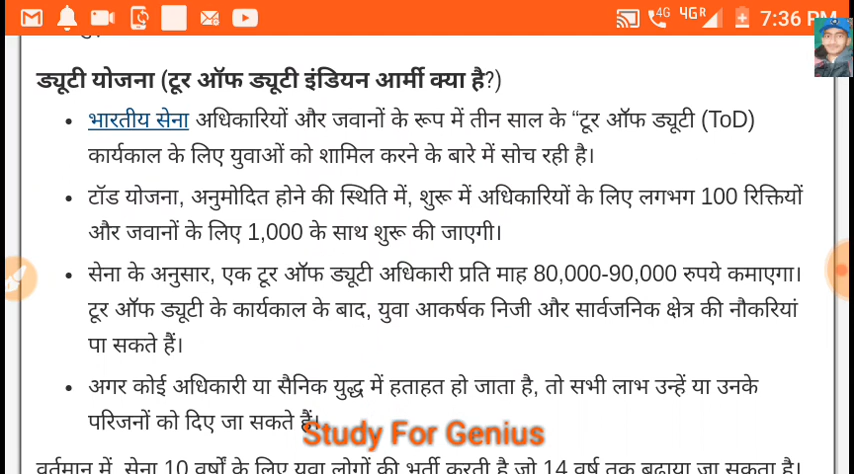 4G 4GR 7:36 PM
ड्यूटी योजना (टूर ऑफ ड्यूटी इंडियन आर्मी क्या है?)
• भारतीय सेना अधिकारियों और जवानों के रूप में तीन साल के “टूर ऑफ ड्यूटी (ToD)
कार्यकाल के लिए युवाओं को शामिल करने के बारे में सोच रही है।
• टॉड योजना, अनुमोदित होने की स्थिति में, शुरू में अधिकारियों के लिए लगभग 100 रिक्तियों
और जवानों के लिए 1,000 के साथ शुरू की जाएगी।
• सेना के अनुसार, एक टूर ऑफ ड्यूटी अधिकारी प्रति माह 80,000-90,000 रुपये कमाएगा।
टूर ऑफ ड्यूटी के कार्यकाल के बाद, युवा आकर्षक निजी और सार्वजनिक क्षेत्र की नौकरियां
पा सकते हैं।
• अगर कोई अधिकारी या सैनिक युद्ध में हताहत हो जाता है, तो सभी लाभ उन्हें या उनके
परिजनों को दिए जा सकते हैं।
Study For Genius
वर्तमान में, सेना 10 वर्षों के लिए युवा लोगों की भर्ती करती है जो 14 वर्ष तक बढ़ाया जा सकता है।